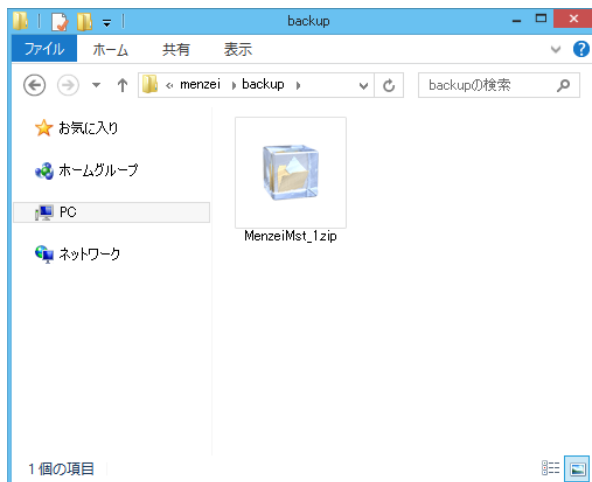 backup
ファイル ホーム 共有 表示
« menzei backup backupの検索
お気に入り
ホームグループ
PC
ネットワーク
MenzeiMst_1.zip
1 個の項目